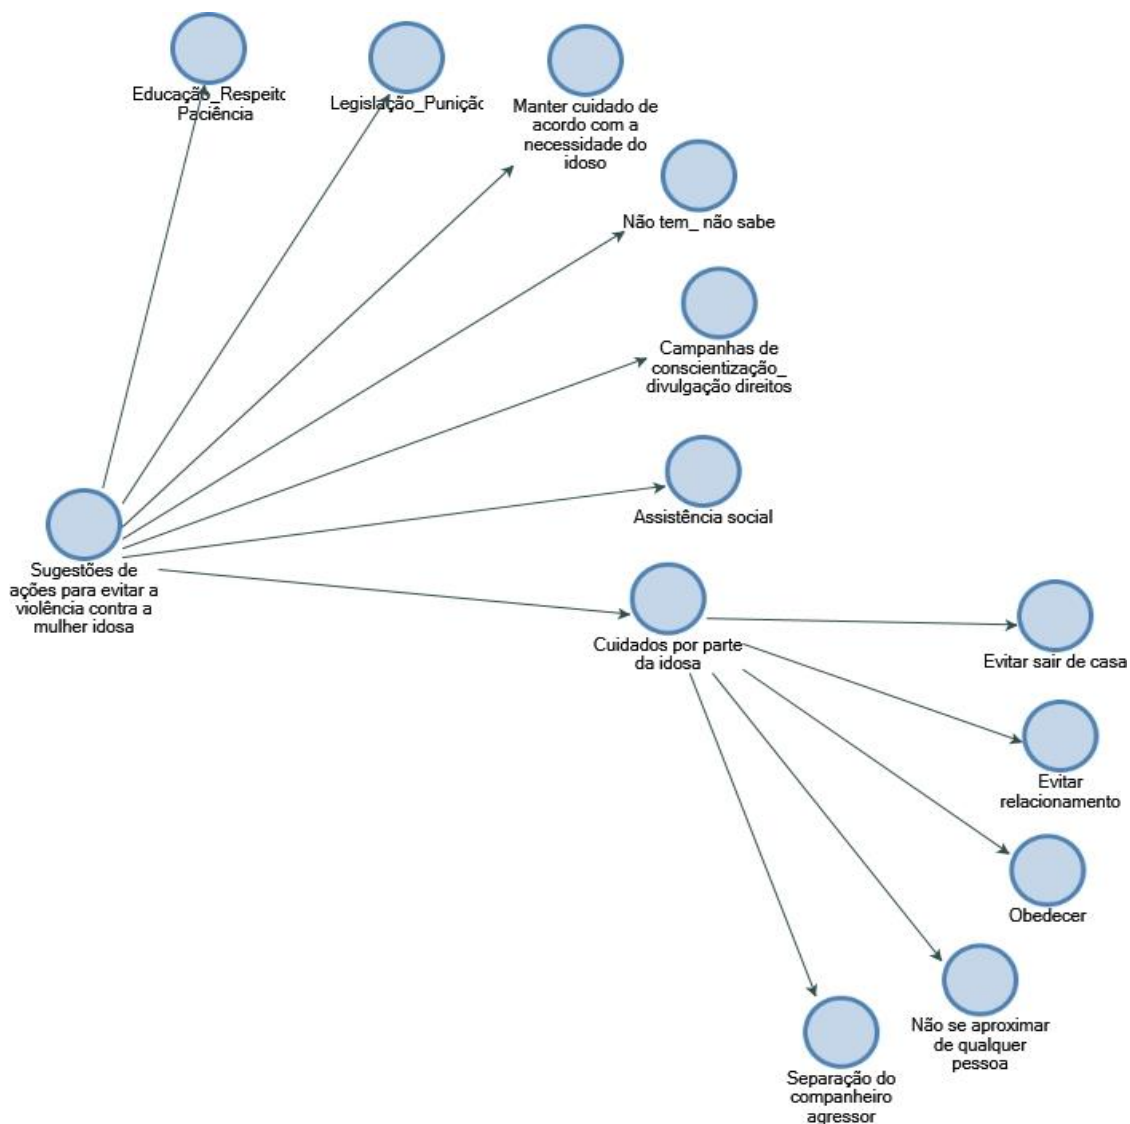 Educação_Respeito
Paciência
Legislação_Punição
Manter cuidado de
acordo com a
necessidade do
idoso
Não tem_ não sabe
Campanhas de
conscientização_
divulgação direitos
Assistência social
Sugestões de
ações para evitar a
violência contra a
mulher idosa
Cuidados por parte
da idosa
Evitar sair de casa
Evitar
relacionamento
Obedecer
Não se aproximar
de qualquer
pessoa
Separação do
companheiro
agressor